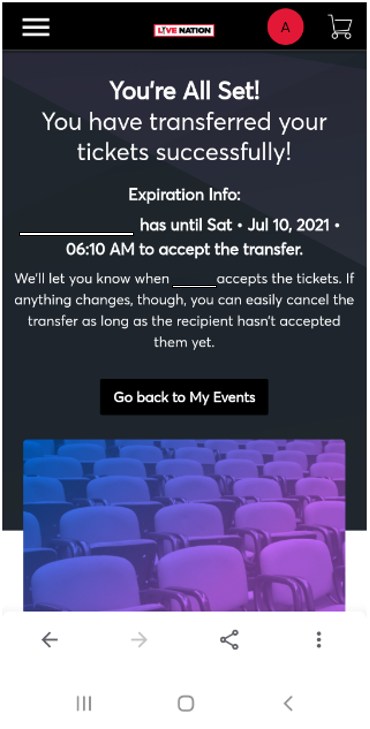 A
LIVE NATION
You're All Set!
You have transferred your
tickets successfully!
Expiration Info:
has until Sat • Jul 10, 2021 •
06:10 AM to accept the transfer.
We'll let you know when accepts the tickets. If
anything changes, though, you can easily cancel the
transfer as long as the recipient hasn't accepted
them yet.
Go back to My Events